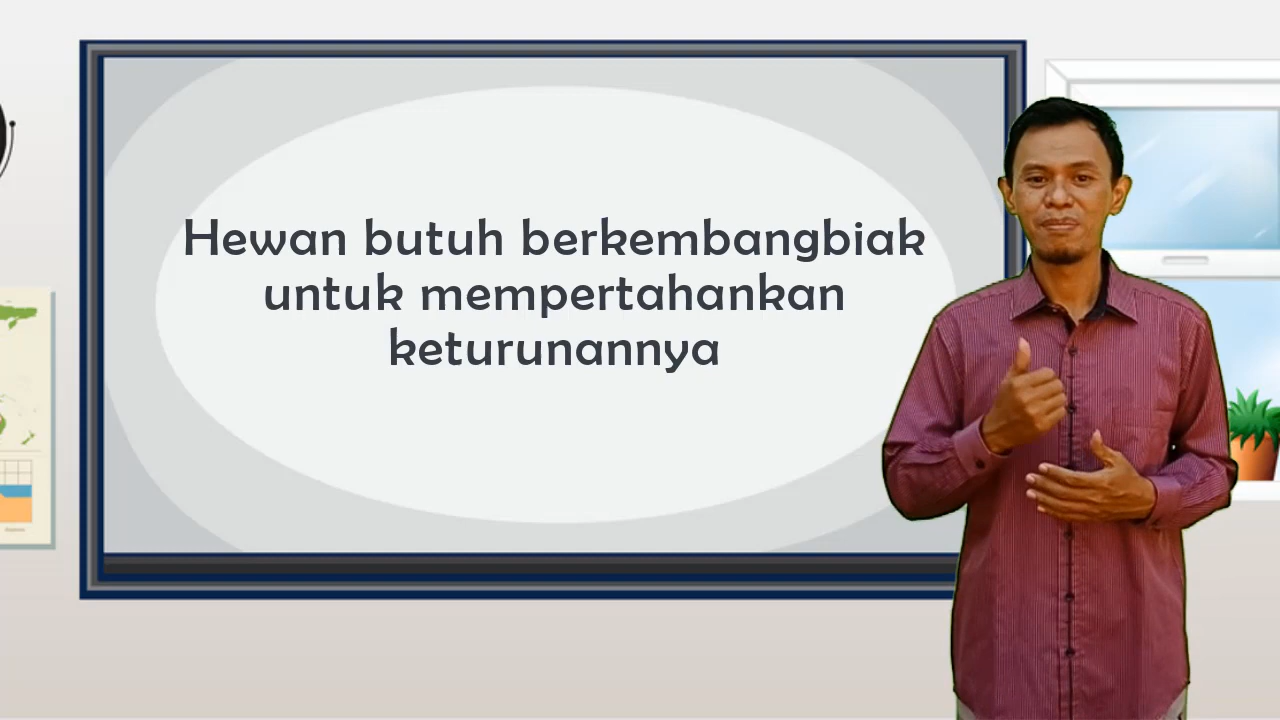 Hewan butuh berkembangbiak
untuk mempertahankan
keturunannya